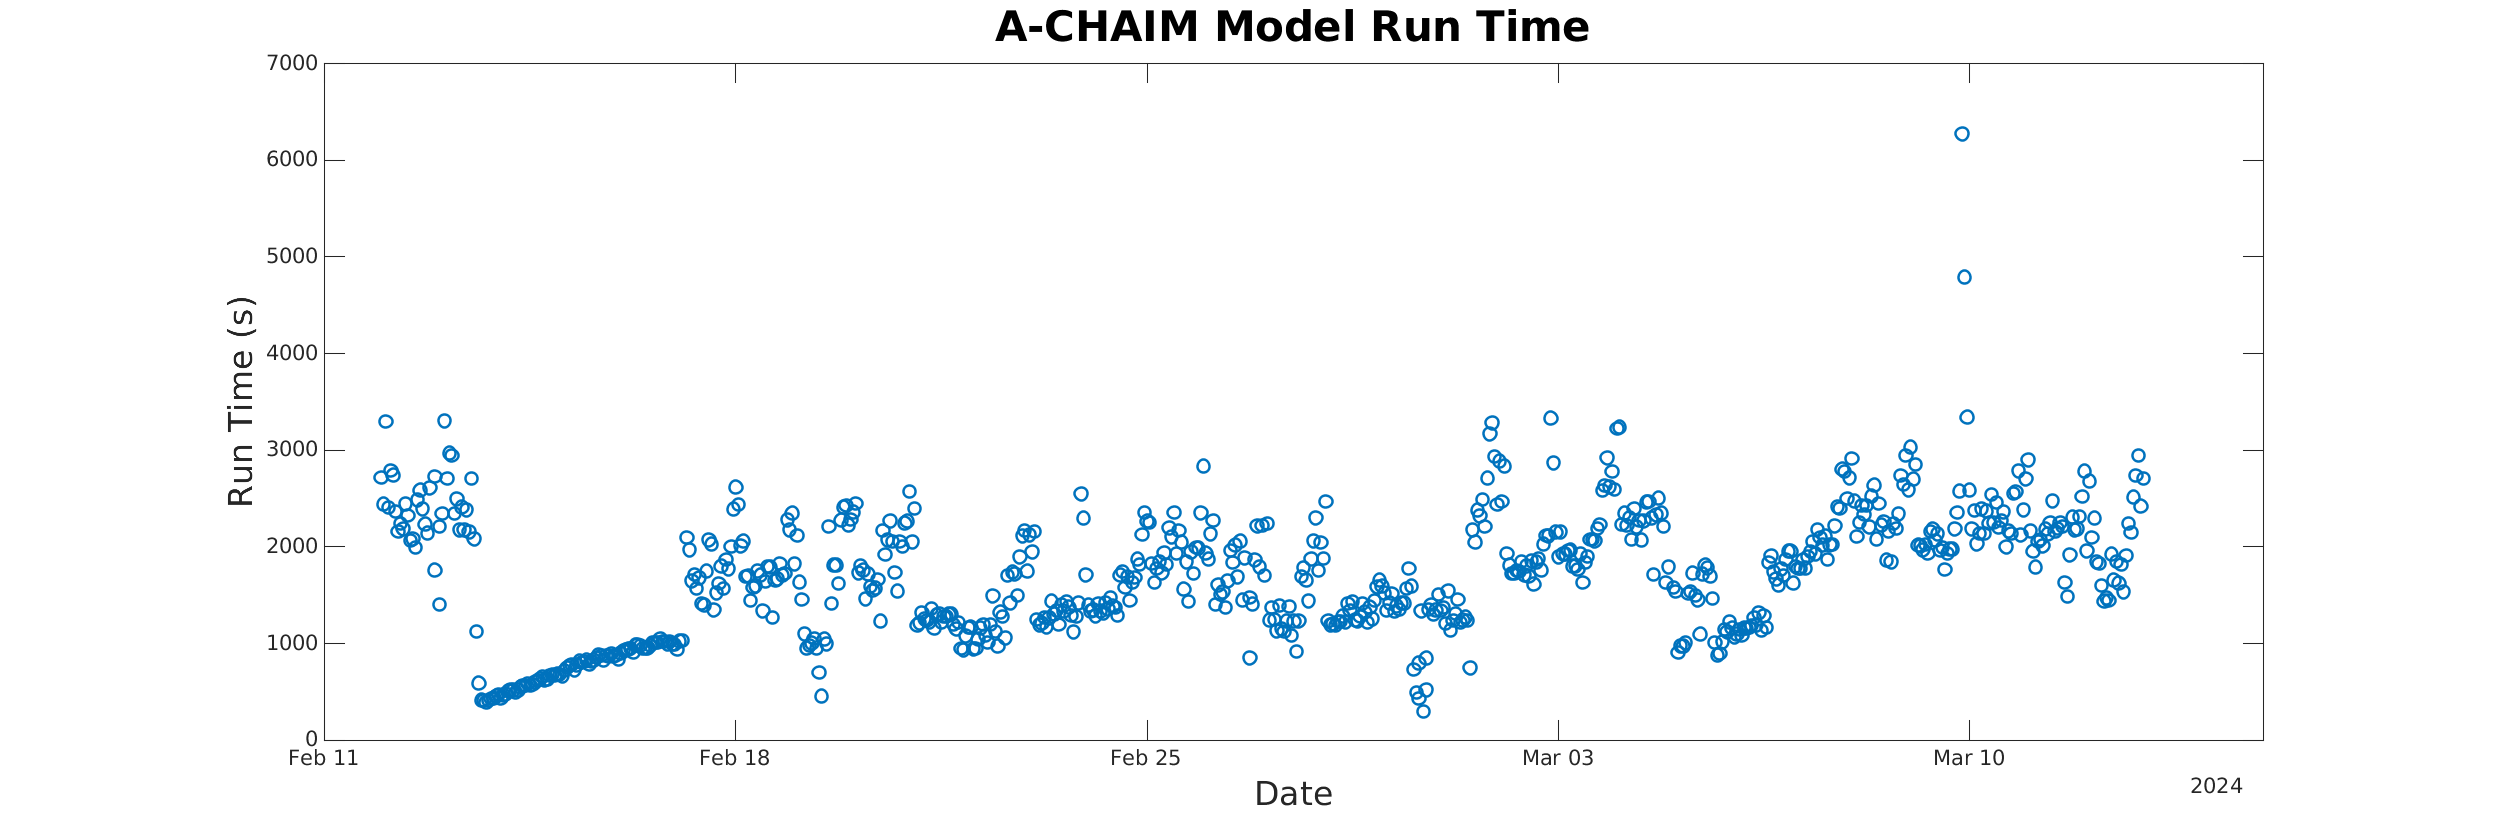 A-CHAIM Model Run Time
7000
6000
5000
4000
3000
2000
1000
0
Run Time (s)
Feb 11 Feb 18 Feb 25 Mar 03 Mar 10
2024
Date